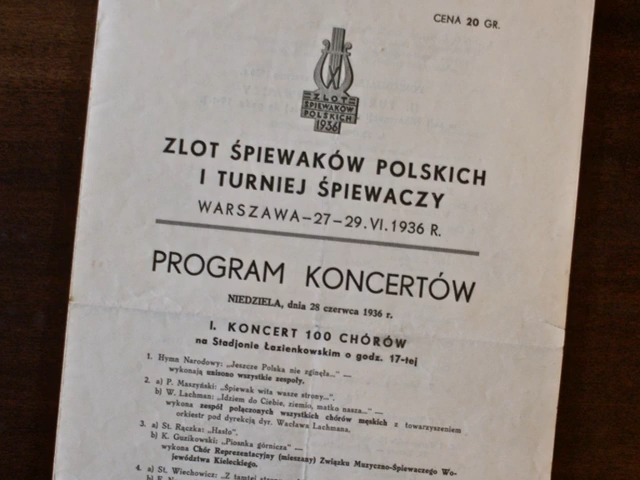 CENA 20 GR.
ZLOT
ŚPIEWAKÓW
POLSKICH
1936
ZLOT ŚPIEWAKÓW POLSKICH
I TURNIEJ ŚPIEWACZY
WARSZAWA—27—29. VI. 1936 R.
PROGRAM KONCERTÓW
NIEDZIELA, dnia 28 czerwca 1936 r.
I. KONCERT 100 CHÓRÓW
na Stadjonie Łazienkowskim o godz. 17-tej
1. Hymn Narodowy: „Jeszcze Polska nie zginęła...” —
wykonają unisono wszystkie zespoły.
2. a) P. Maszyński: „Śpiewak wita wasze strony...”,
b) W. Lachman: „Idziem do Ciebie, ziemio, matko nasza...” —
wykona zespół połączonych wszystkich chórów męskich z towarzyszeniem
orkiestr pod dyrekcją dyr. Wacława Lachmana.
3. a) St. Rączka: „Hasło”.
b) K. Guzikowski: „Piosnka górnicza” —
wykona Chór Reprezentacyjny (mieszany) Związku Muzyczno-Śpiewaczego Wo-
jewództwa Kieleckiego.
4. a) St. Wiechowicz: „Z tamtej